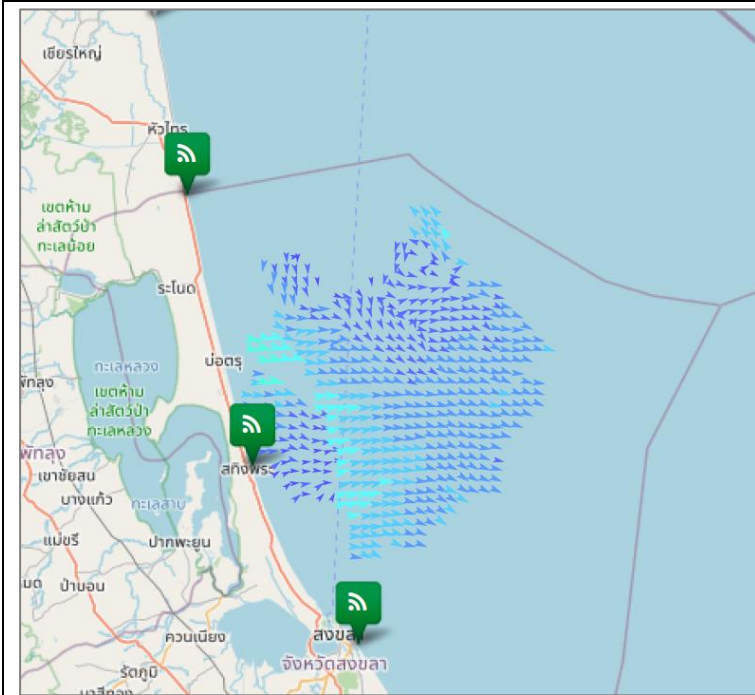 เชียรใหญ่
หัวไทร
เขตห้าม
ล่าสัตว์ป่า
ทะเลน้อย
ระโนด
ทะเลหลวง
บ่อตรุ
เขตห้าม
ล่าสัตว์ป่า
ทะเลหลวง
สทิงพระ
เขาชัยสน
บางแก้ว
ทะเลสาบ
แม่ขรี
ปากพะยูน
ป่าบอน
ควนเนียง
สงขลา
จังหวัดสงขลา
รัตภูมิ